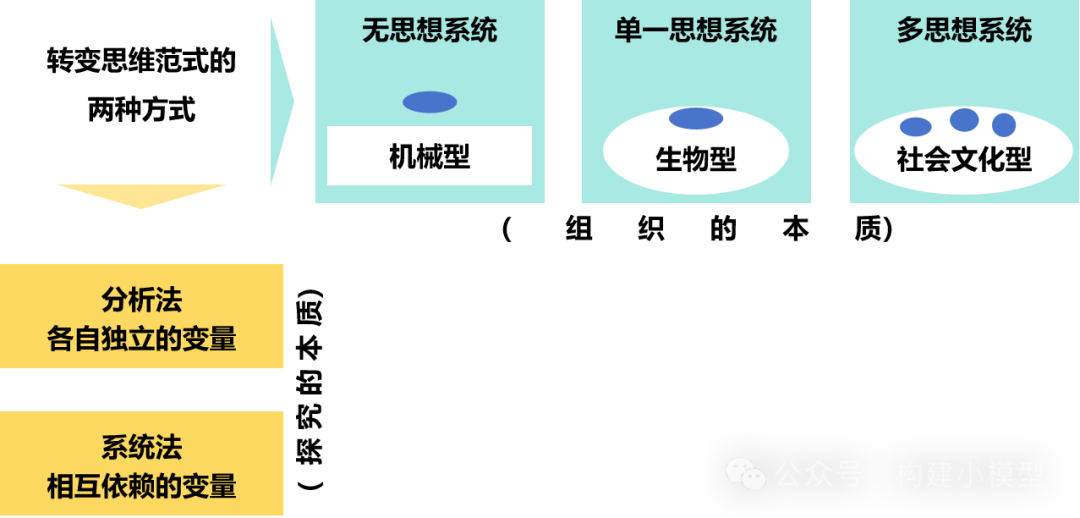 转变思维范式的
两种方式
无思想系统
机械型
单一思想系统
生物型
多思想系统
社会文化型
(组织的本质)
分析法
各自独立的变量
(探究的本质)
系统法
相互依赖的变量
公众号 · 构建小模型